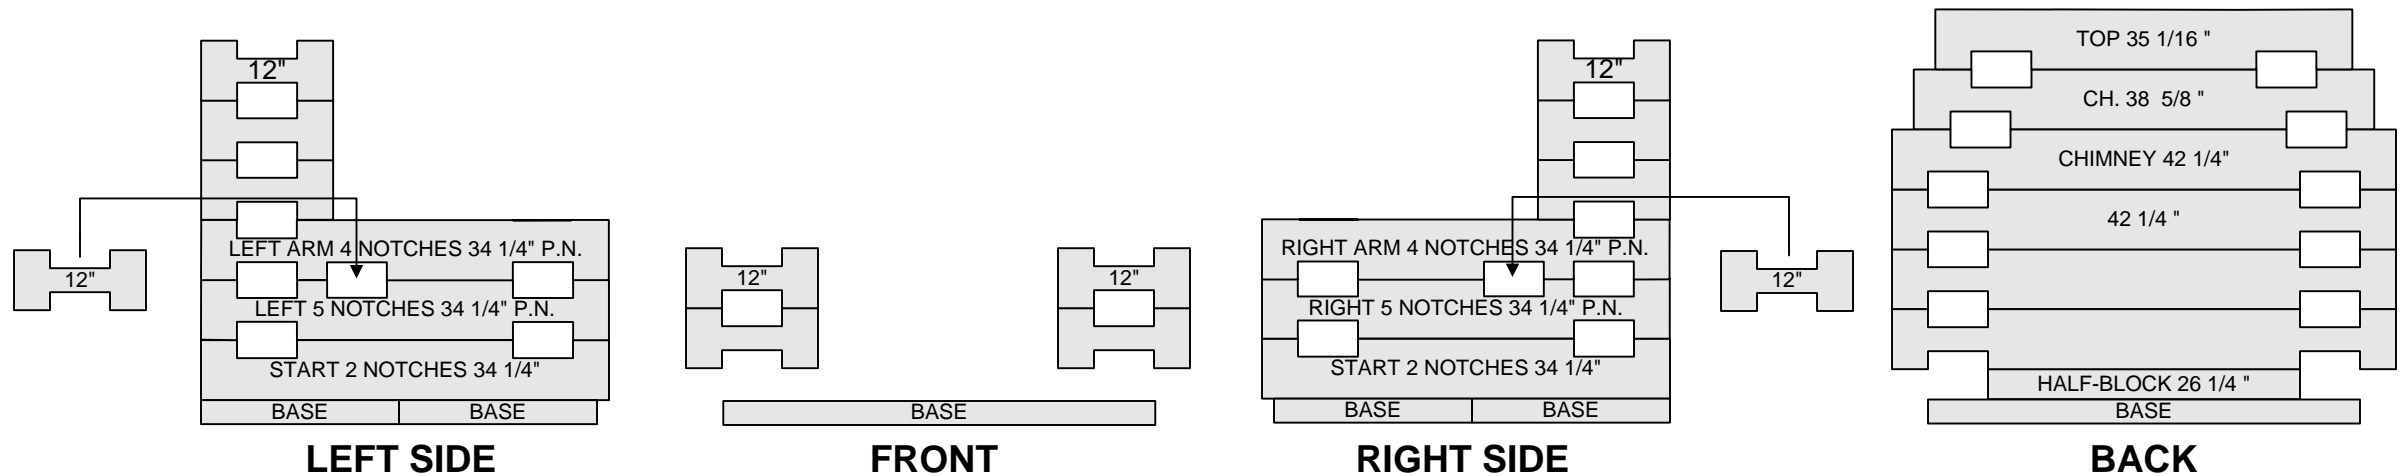 12"
12"
LEFT ARM 4 NOTCHES 34 1/4" P.N.
LEFT 5 NOTCHES 34 1/4" P.N.
START 2 NOTCHES 34 1/4"
BASE BASE
LEFT SIDE
12" 12"
BASE
FRONT
12"
RIGHT ARM 4 NOTCHES 34 1/4" P.N.
12"
RIGHT 5 NOTCHES 34 1/4" P.N.
START 2 NOTCHES 34 1/4"
BASE BASE
RIGHT SIDE
TOP 35 1/16 "
CH. 38 5/8 "
CHIMNEY 42 1/4"
42 1/4 "
HALF-BLOCK 26 1/4 "
BASE
BACK